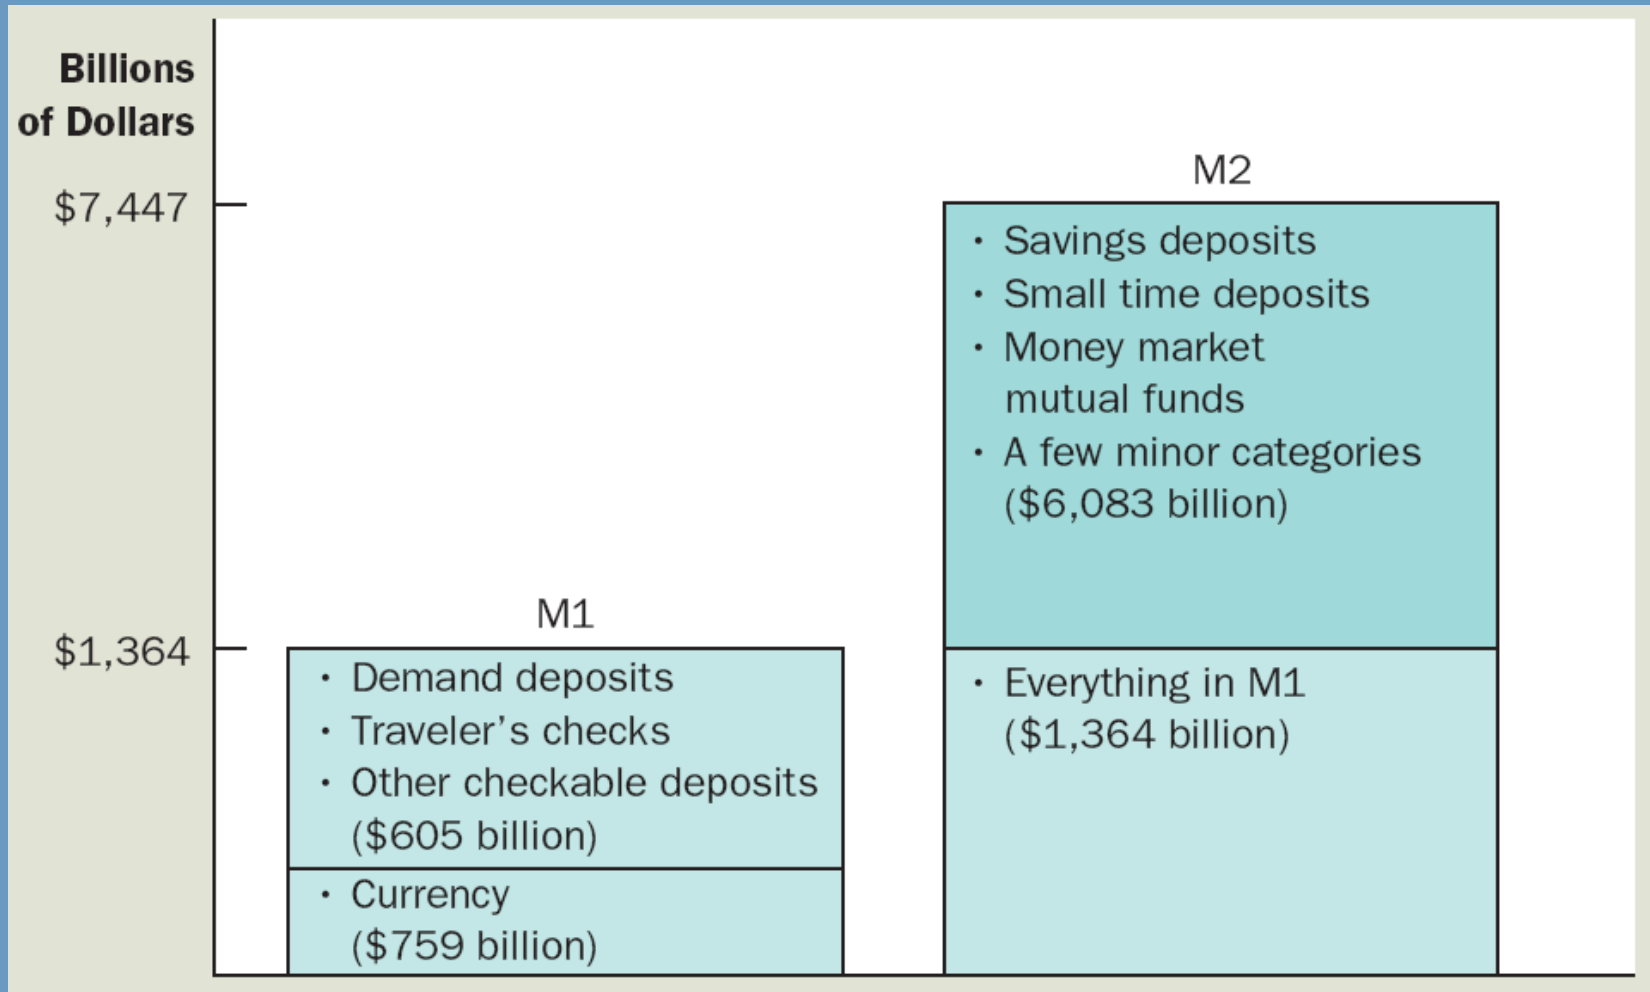 Billions
of Dollars
$7,447
$1,364
M1
· Demand deposits
· Traveler’s checks
· Other checkable deposits
($605 billion)
· Currency
($759 billion)
M2
· Savings deposits
· Small time deposits
· Money market
mutual funds
· A few minor categories
($6,083 billion)
· Everything in M1
($1,364 billion)